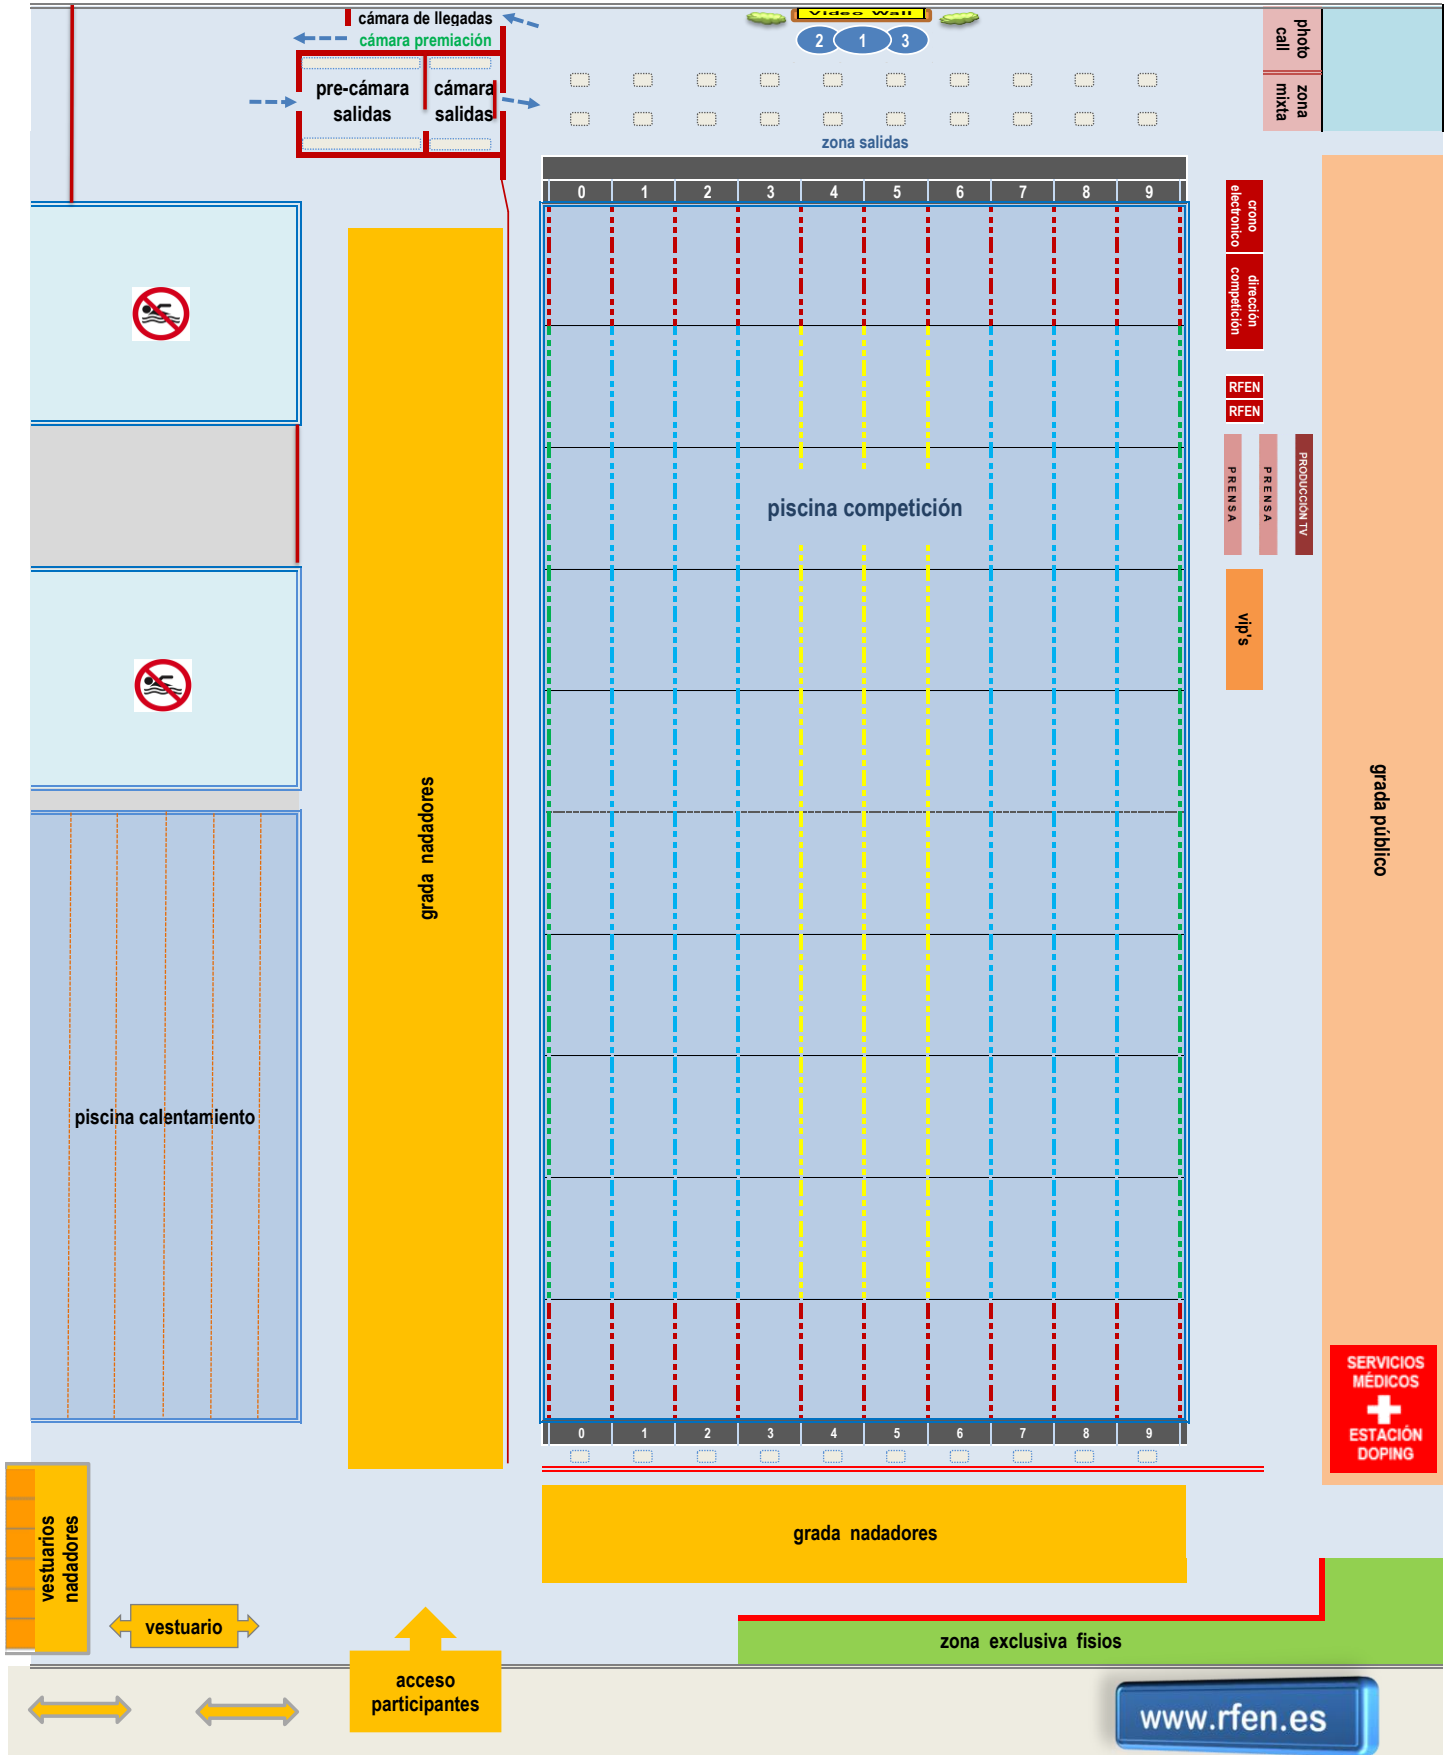 cámara de llegadas
cámara premiación
pre-cámara
salidas
cámara
salidas
Video Wall
2 1 3
zona salidas
photo
call
zona
mixta
0 1 2 3 4 5 6 7 8 9
crono
electronico
dirección
competición
RFEN
RFEN
PRENSA
PRENSA
PRODUCCIÓN TV
vip's
piscina competición
grada nadadores
grada público
piscina calentamiento
SERVICIOS
MÉDICOS
ESTACIÓN
DOPING
0 1 2 3 4 5 6 7 8 9
grada nadadores
vestuarios
nadadores
vestuario
zona exclusiva fisios
acceso
participantes
www.rfen.es